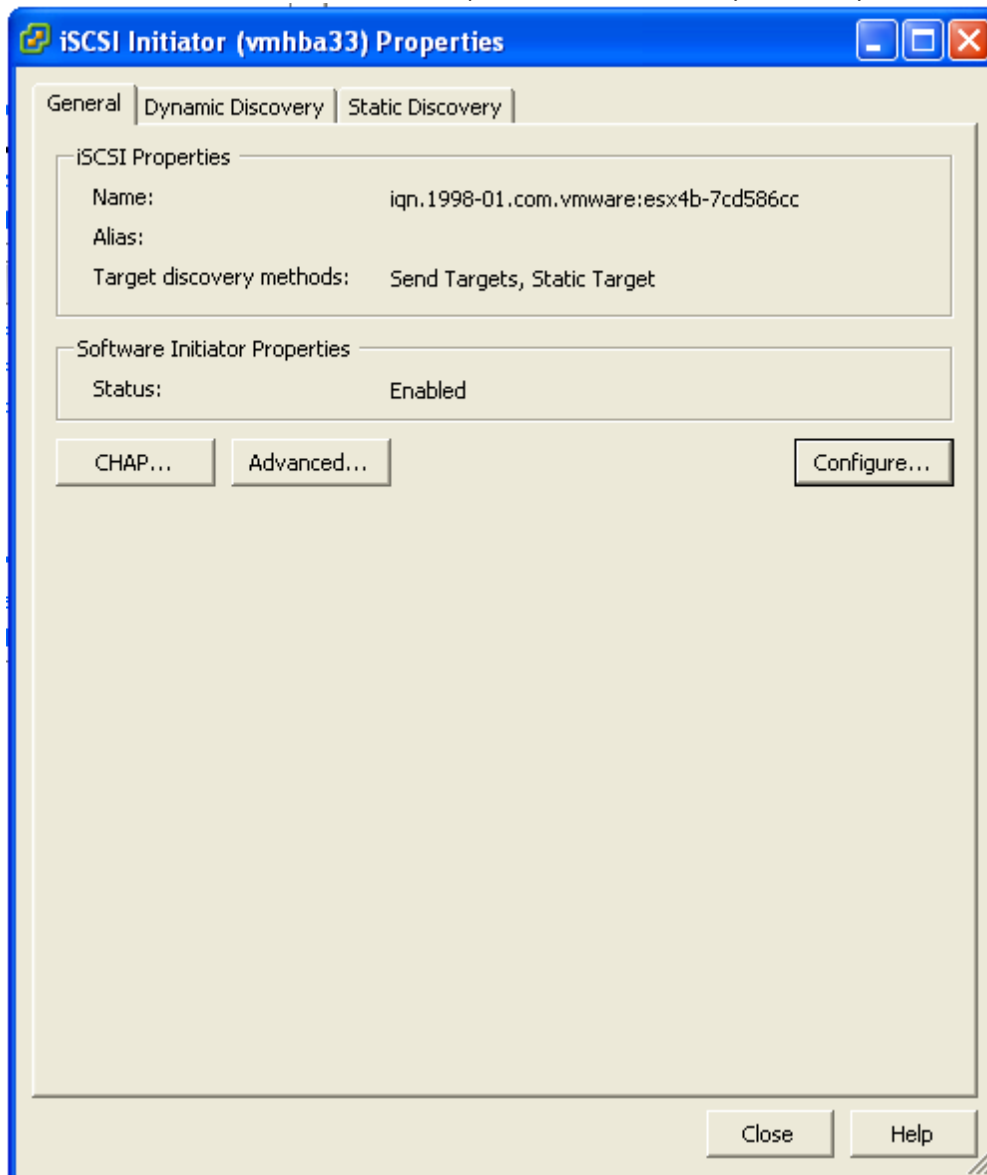 iSCSI Initiator (vmhba33) Properties
General Dynamic Discovery Static Discovery
iSCSI Properties
Name: iqn.1998-01.com.vmware:esx4b-7cd586cc
Alias:
Target discovery methods: Send Targets, Static Target
Software Initiator Properties
Status: Enabled
CHAP... Advanced... Configure...
Close Help